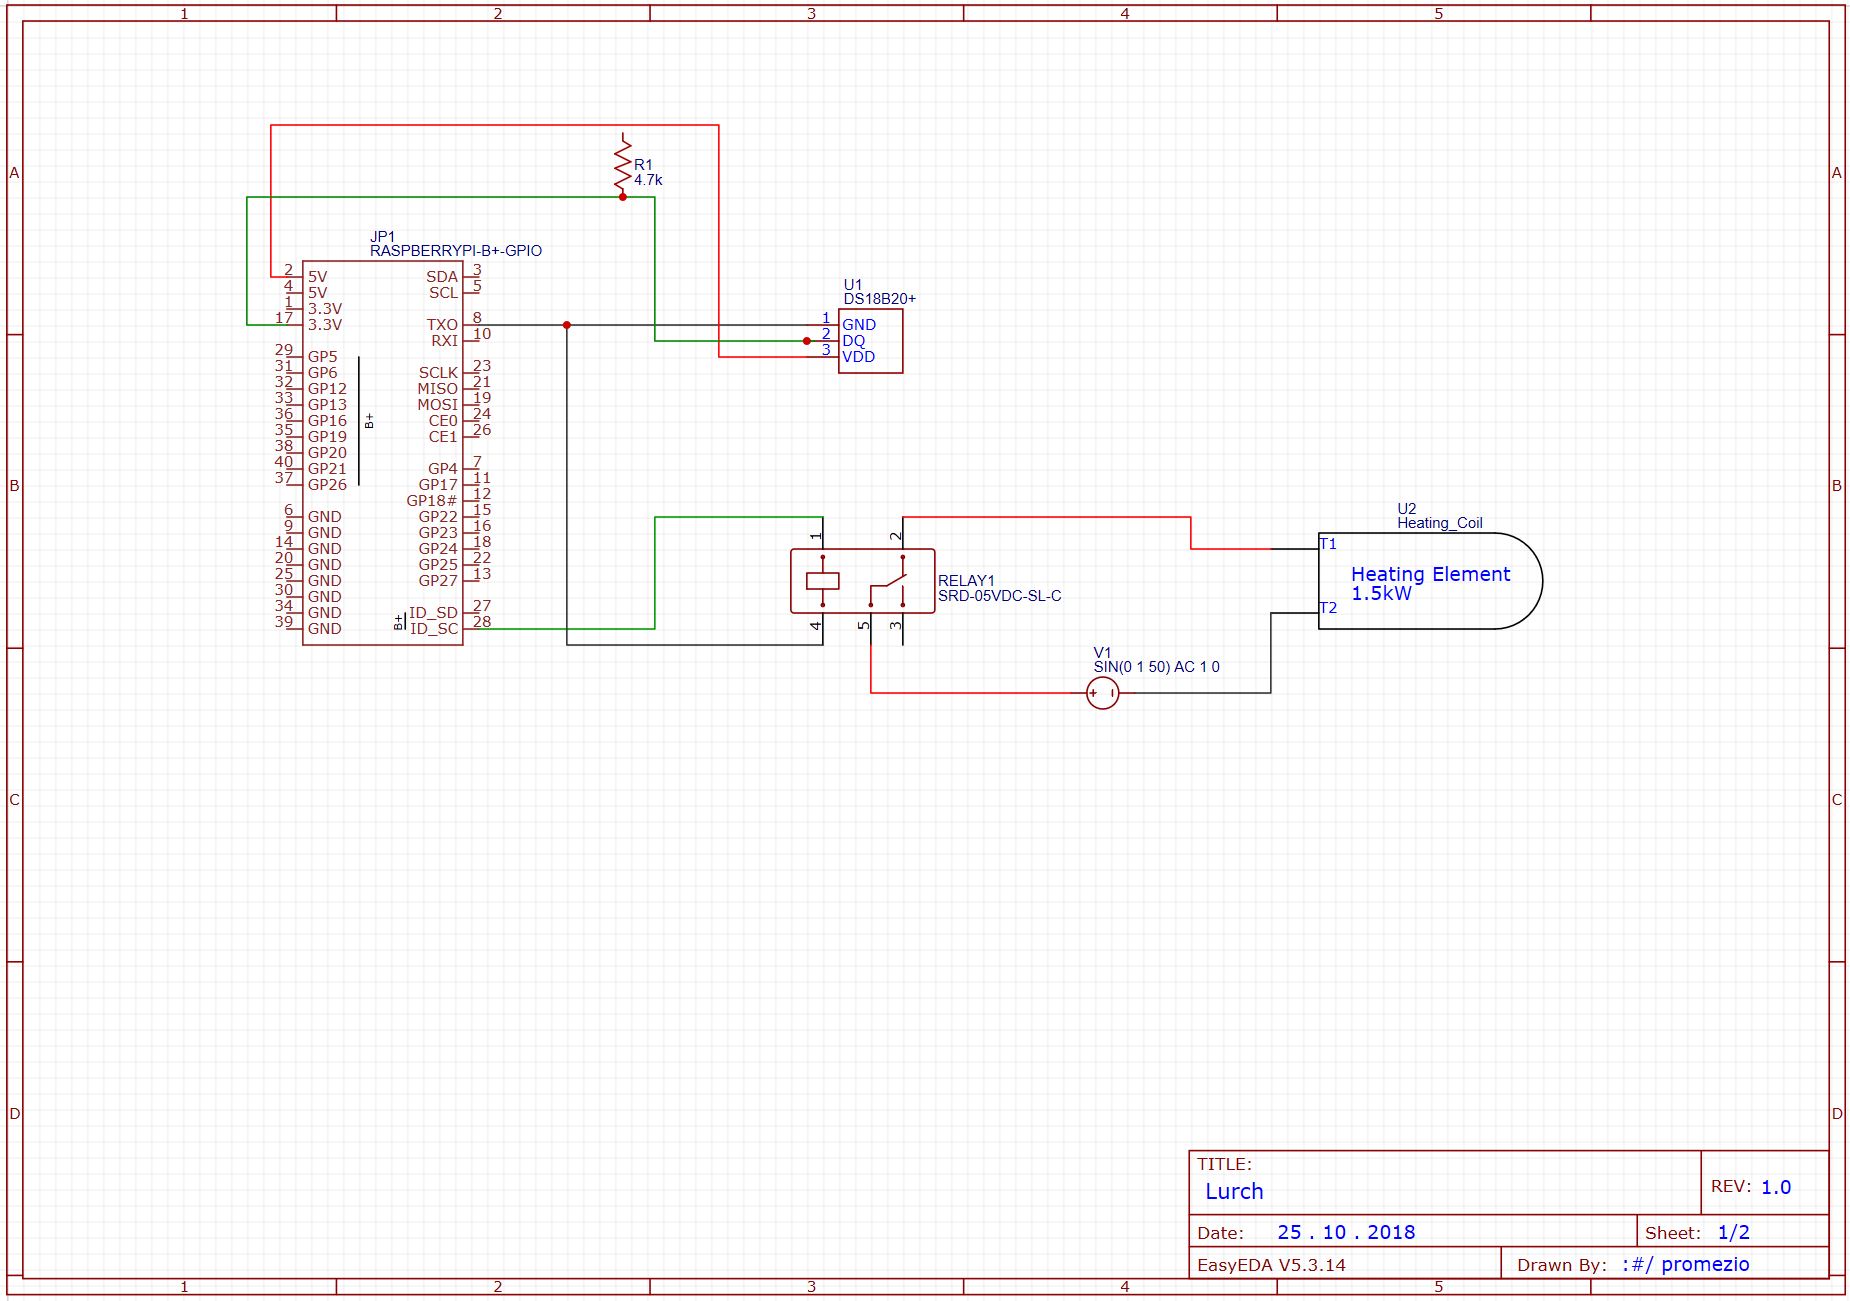 1 2 3 4 5
A A
R1
4.7k
JP1
RASPBERRYPI-B+-GPIO
2 5V SDA 3
4 5V SCL 5
1 3.3V
17 3.3V TXO 8
RXI 10
29 GP5
31 GP6 SCLK 23
32 GP12 MISO 21
33 GP13 MOSI 19
36 GP16 CE0 24
35 GP19 CE1 26
38 GP20
40 GP21 GP4 7
37 GP26 GP17 11
GP18# 12
6 GND GP22 15
9 GND GP23 16
14 GND GP24 18
20 GND GP25 22
25 GND GP27 13
30 GND
34 GND ID_SD 27
39 GND ID_SC 28
B+
B+
U1
DS18B20+
1 GND
2 DQ
3 VDD
B B
1 2
RELAY1
SRD-05VDC-SL-C
4 5 3
U2
Heating_Coil
T1
Heating Element
1.5kW
T2
V1
SIN(0 1 50) AC 1 0
+ I
C C
D D
TITLE:
Lurch
REV: 1.0
Date: 25 . 10 . 2018
Sheet: 1/2
EasyEDA V5.3.14
Drawn By: :#/ promezio
1 2 3 4 5